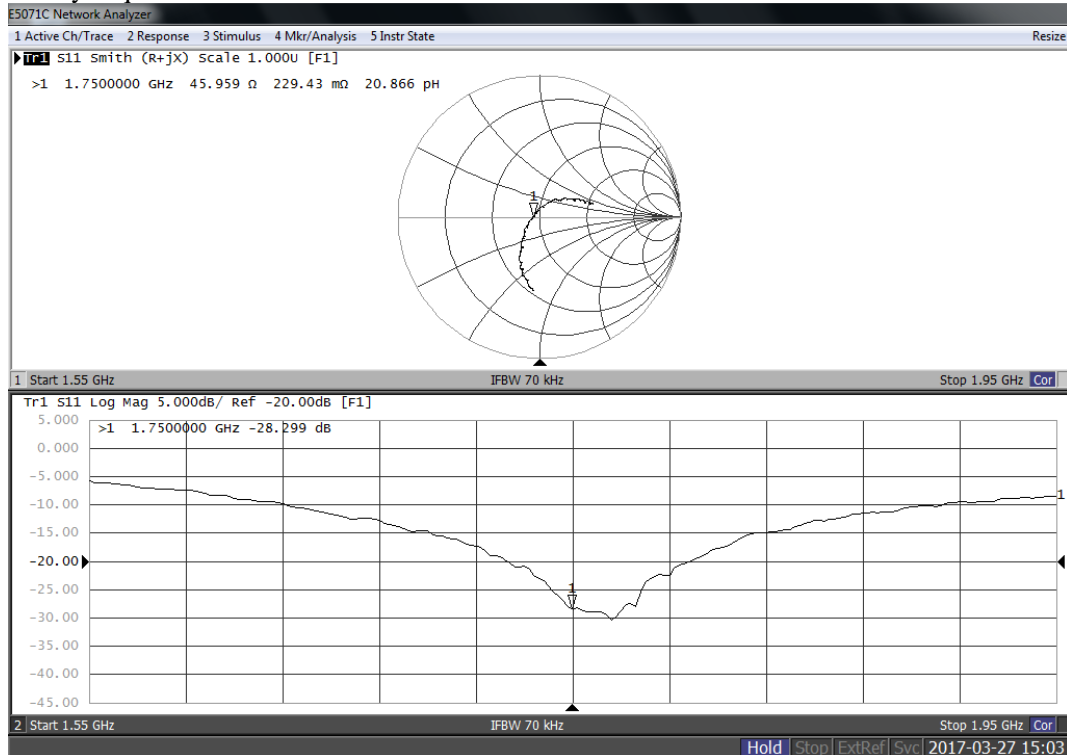 E5071C Network Analyzer
1 Active Ch/Trace 2 Response 3 Stimulus 4 Mkr/Analysis 5 Instr State Resize
Tr1 S11 Smith (R+jX) Scale 1.000U [F1]
>1 1.7500000 GHz 45.959 Ω 229.43 mΩ 20.866 pH
1
1 Start 1.55 GHz IFBW 70 kHz Stop 1.95 GHz Cor
Tr1 S11 Log Mag 5.000dB/ Ref -20.00dB [F1]
5.000
>1 1.7500000 GHz -28.299 dB
0.000
-5.000
-10.00
1
-15.00
-20.00
-25.00
1
-30.00
-35.00
-40.00
-45.00
2 Start 1.55 GHz IFBW 70 kHz Stop 1.95 GHz Cor
Hold Stop ExtRef Svc 2017-03-27 15:03